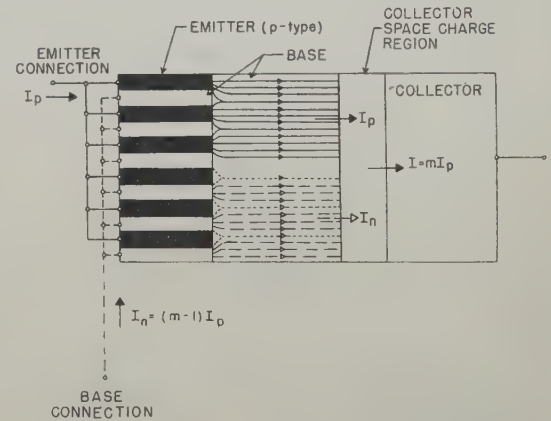 COLLECTOR
SPACE CHARGE
REGION
EMITTER (p-type)
BASE
EMITTER
CONNECTION
COLLECTOR
Ip
Ip
I=mIp
In
In = (m-1) Ip
BASE
CONNECTION